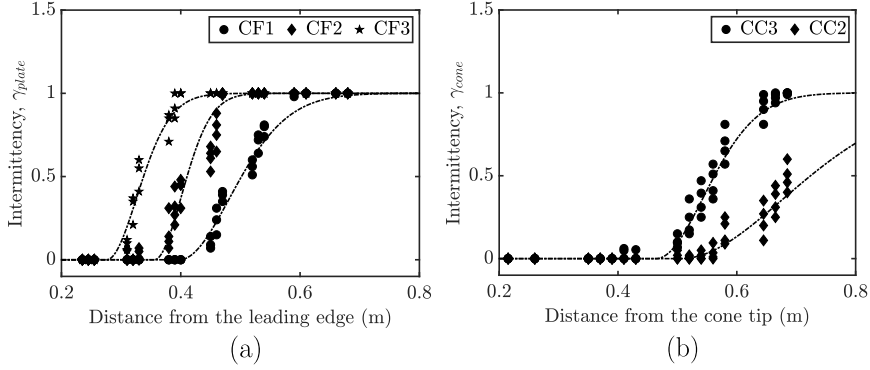 1.5
1
0.5
0
Intermittency, γplate
CF1 CF2 CF3
0.2 0.4 0.6 0.8
Distance from the leading edge (m)
(a)
1.5
1
0.5
0
Intermittency, γcone
CC3 CC2
0.2 0.4 0.6 0.8
Distance from the cone tip (m)
(b)